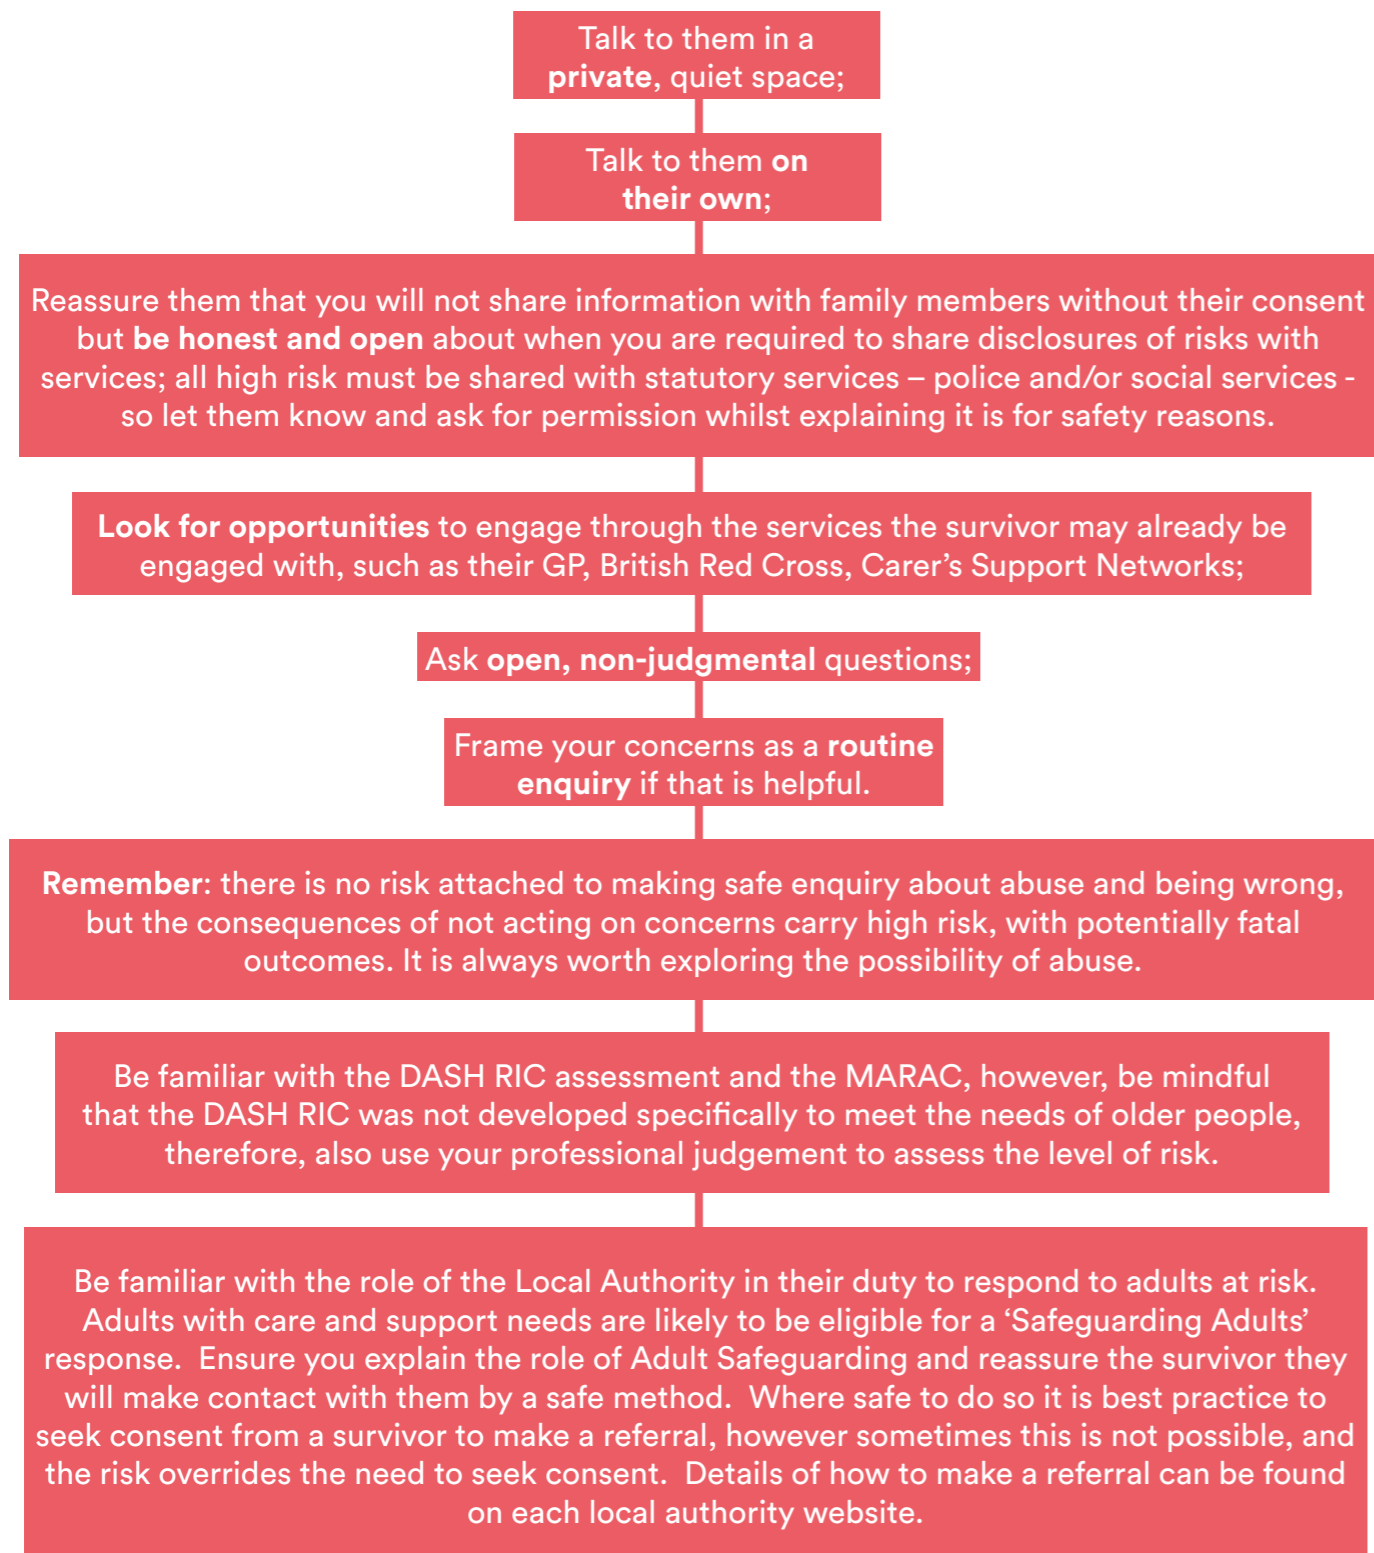 Talk to them in a
private, quiet space;
Talk to them on
their own;
Reassure them that you will not share information with family members without their consent
but be honest and open about when you are required to share disclosures of risks with
services; all high risk must be shared with statutory services – police and/or social services -
so let them know and ask for permission whilst explaining it is for safety reasons.
Look for opportunities to engage through the services the survivor may already be
engaged with, such as their GP, British Red Cross, Carer's Support Networks;
Ask open, non-judgmental questions;
Frame your concerns as a routine
enquiry if that is helpful.
Remember: there is no risk attached to making safe enquiry about abuse and being wrong,
but the consequences of not acting on concerns carry high risk, with potentially fatal
outcomes. It is always worth exploring the possibility of abuse.
Be familiar with the DASH RIC assessment and the MARAC, however, be mindful
that the DASH RIC was not developed specifically to meet the needs of older people,
therefore, also use your professional judgement to assess the level of risk.
Be familiar with the role of the Local Authority in their duty to respond to adults at risk.
Adults with care and support needs are likely to be eligible for a ‘Safeguarding Adults’
response.  Ensure you explain the role of Adult Safeguarding and reassure the survivor they
will make contact with them by a safe method.  Where safe to do so it is best practice to
seek consent from a survivor to make a referral, however sometimes this is not possible, and
the risk overrides the need to seek consent.  Details of how to make a referral can be found
on each local authority website.